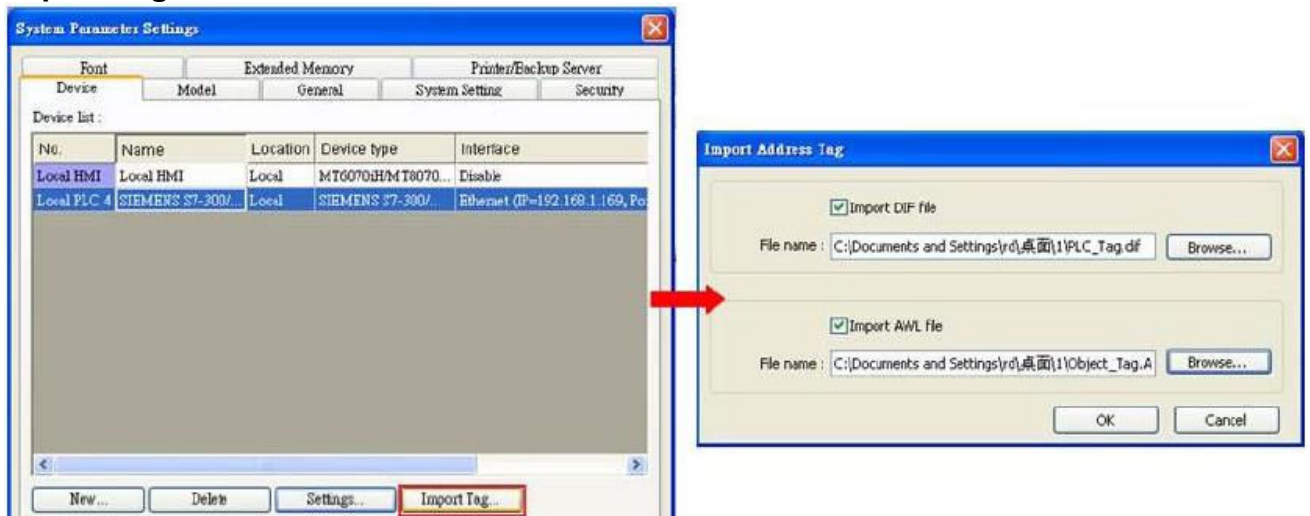 System Parameter Settings
Font Extended Memory Printer/Backup Server
Device Model General System Setting Security
Device list :
No. Name Location Device type Interface
Local HMI Local HMI Local MT6070iH/MT8070... Disable
Local PLC 4 SIEMENS S7-300/... Local SIEMENS S7-300/... Ethernet (IP=192.168.1.169, Po
New... Delete Settings... Import Tag...
Import Address Tag
Import DIF file
File name : C:\Documents and Settings\rd\桌面\1\PLC_Tag.dif Browse...
Import AWL file
File name : C:\Documents and Settings\rd\桌面\1\Object_Tag.A Browse...
OK Cancel